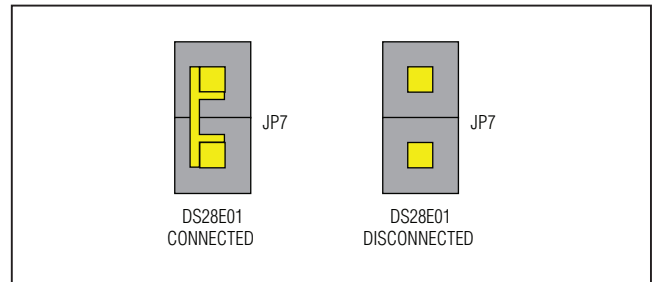 JP7
JP7
DS28E01
CONNECTED
DS28E01
DISCONNECTED